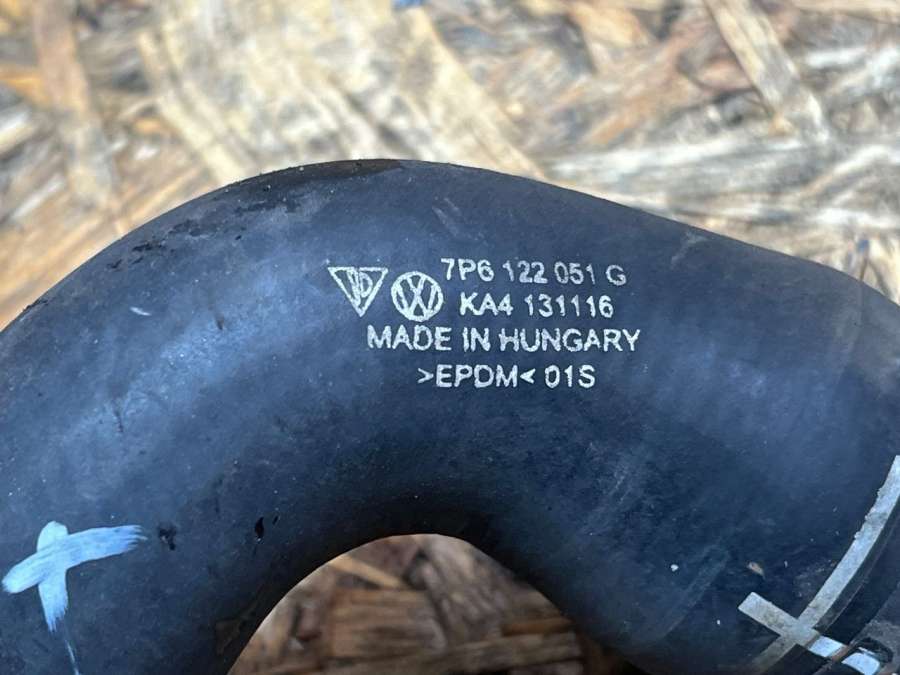 7P6 122 051 G
KA4 131116
MADE IN HUNGARY
>EPDM< 01S